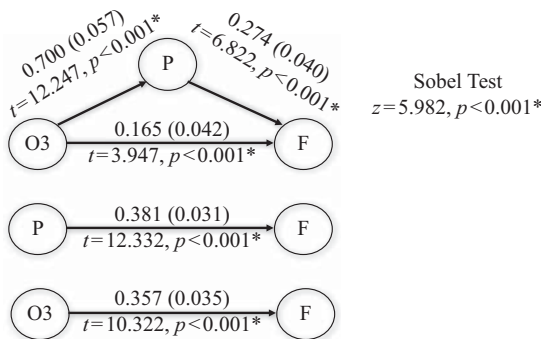 0.700 (0.057)
t=12.247, p<0.001*
0.274 (0.040)
t=6.822, p<0.001*
P
Sobel Test
z=5.982, p<0.001*
O3
0.165 (0.042)
t=3.947, p<0.001*
F
P
0.381 (0.031)
t=12.332, p<0.001*
F
O3
0.357 (0.035)
t=10.322, p<0.001*
F